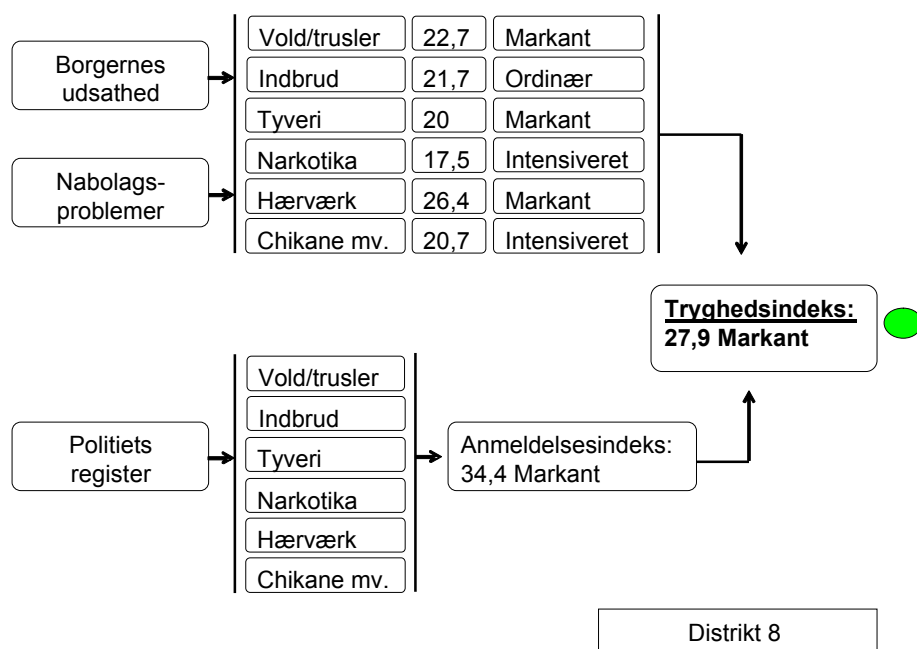 Borgernes
udsathed
Nabolags-
problemer
Vold/trusler 22,7 Markant
Indbrud 21,7 Ordinær
Tyveri 20 Markant
Narkotika 17,5 Intensiveret
Hærværk 26,4 Markant
Chikane mv. 20,7 Intensiveret
Tryghedsindeks:
27,9 Markant
Politiets
register
Vold/trusler
Indbrud
Tyveri
Narkotika
Hærværk
Chikane mv.
Anmeldelsesindeks:
34,4 Markant
Distrikt 8